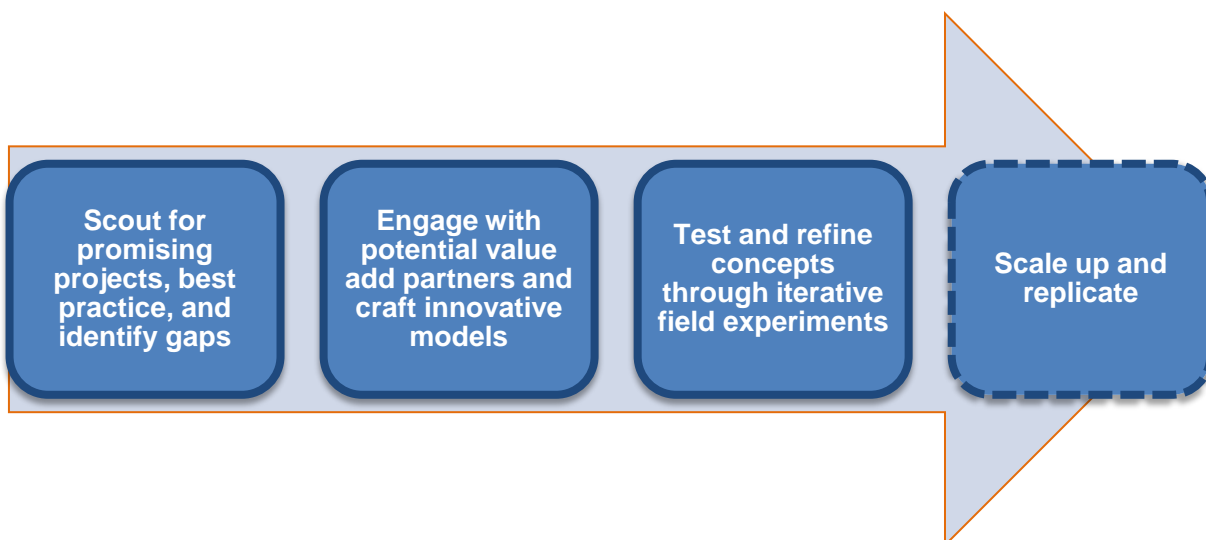 Scout for
promising
projects, best
practice, and
identify gaps
Engage with
potential value
add partners and
craft innovative
models
Test and refine
concepts
through iterative
field experiments
Scale up and
replicate